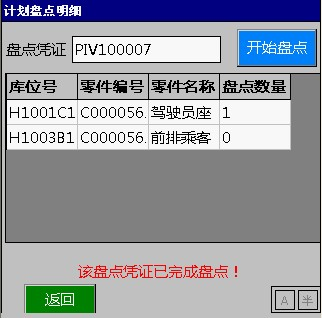 计划盘点明细
盘点凭证 PIV100007 开始盘点
库位号 零件编号 零件名称 盘点数量
H1001C1 C000056. 驾驶员座 1
H1003B1 C000056. 前排乘客 0
该盘点凭证已完成盘点！
返回 A 半